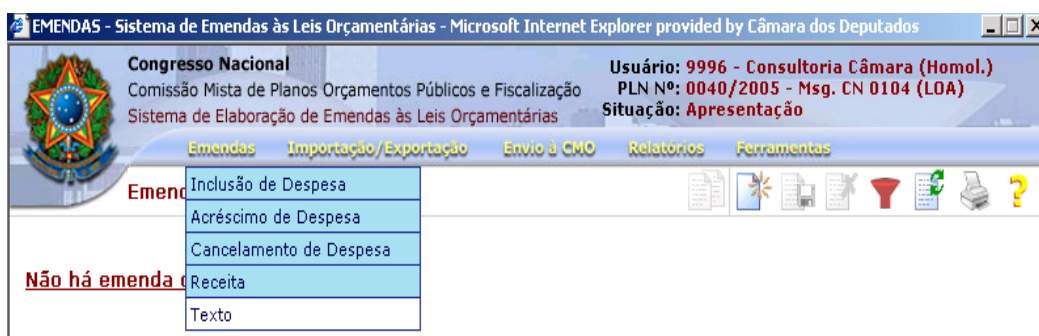 EMENDAS - Sistema de Emendas às Leis Orçamentárias - Microsoft Internet Explorer provided by Câmara dos Deputados
Congresso Nacional
Comissão Mista de Planos Orçamentos Públicos e Fiscalização
Sistema de Elaboração de Emendas às Leis Orçamentárias
Usuário: 9996 - Consultoria Câmara (Homol.)
PLN Nº: 0040/2005 - Msg. CN 0104 (LOA)
Situação: Apresentação
Emendas Importação/Exportação Envio à CMO Relatórios Ferramentas
Emend
Inclusão de Despesa
Acréscimo de Despesa
Cancelamento de Despesa
Não há emenda
Receita
Texto